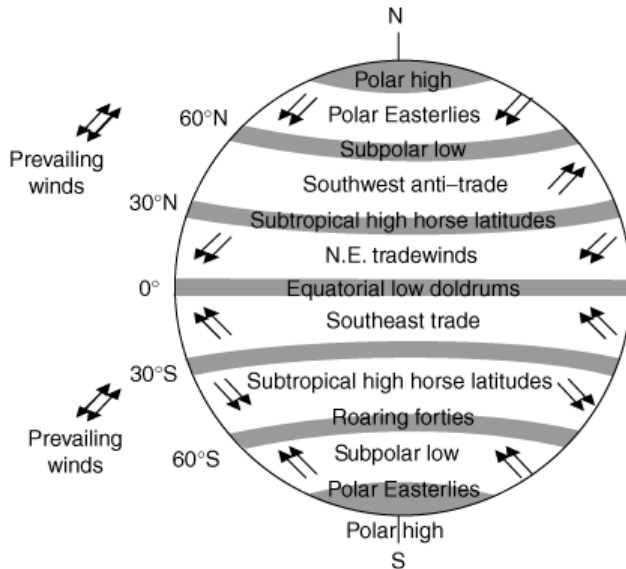 N
Polar high
Polar Easterlies
60°N
Prevailing
winds
Subpolar low
Southwest anti–trade
30°N
Subtropical high horse latitudes
N.E. tradewinds
0°
Equatorial low doldrums
Southeast trade
30°S
Subtropical high horse latitudes
Prevailing
winds
Roaring forties
60°S
Subpolar low
Polar Easterlies
Polar high
S